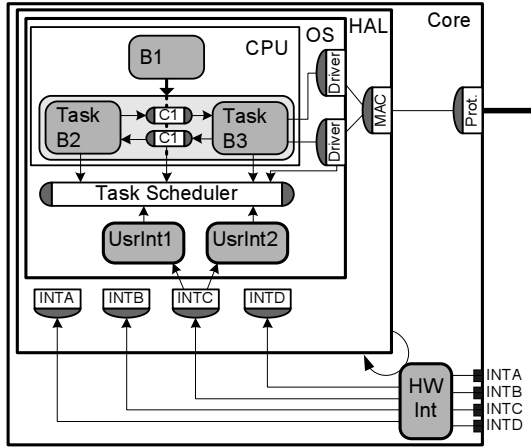 Core
HAL
OS
CPU
B1
Driver
Task
B2
C1
C1
Task
B3
Driver
MAC
Prot.
Task Scheduler
UsrInt1
UsrInt2
INTA
INTB
INTC
INTD
HW
Int
INTA
INTB
INTC
INTD